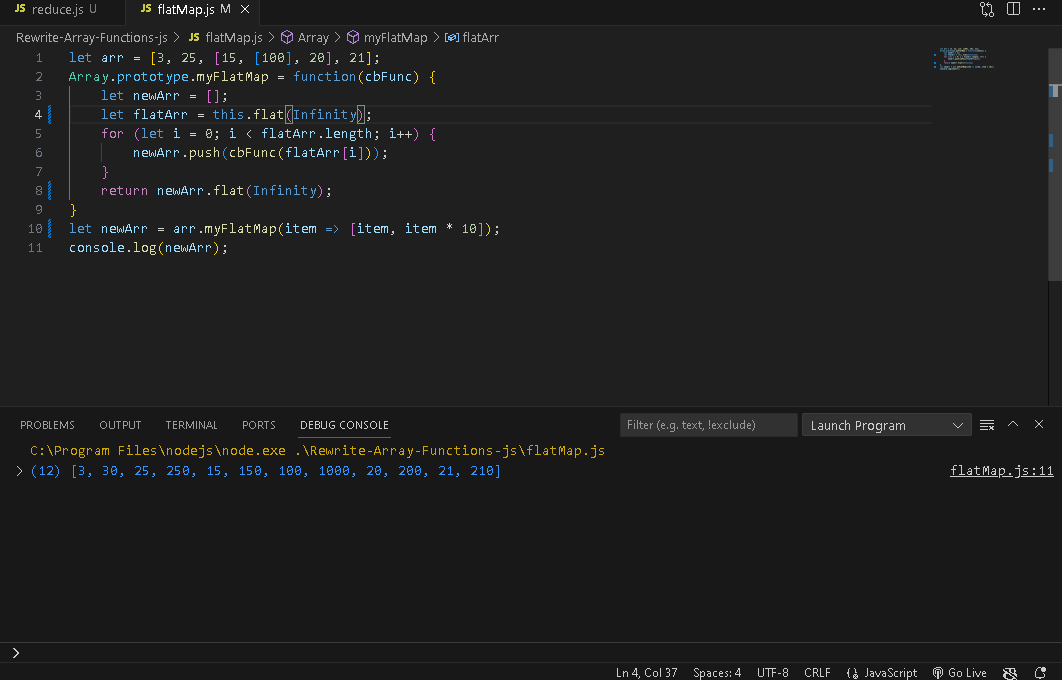 JS reduce.js U JS flatMap.js M
Rewrite-Array-Functions-js > JS flatMap.js > Array > myFlatMap > flatArr
1 let arr = [3, 25, [15, [100], 20], 21];
2 Array.prototype.myFlatMap = function(cbFunc) {
3 let newArr = [];
4 let flatArr = this.flat(Infinity);
5 for (let i = 0; i < flatArr.length; i++) {
6 newArr.push(cbFunc(flatArr[i]));
7 }
8 return newArr.flat(Infinity);
9 }
10 let newArr = arr.myFlatMap(item => [item, item * 10]);
11 console.log(newArr);
PROBLEMS OUTPUT TERMINAL PORTS DEBUG CONSOLE Filter (e.g. text, !exclude) Launch Program
C:\Program Files\nodejs\node.exe .\Rewrite-Array-Functions-js\flatMap.js
> (12) [3, 30, 25, 250, 15, 150, 100, 1000, 20, 200, 21, 210] flatMap.js:11
>
Ln 4, Col 37 Spaces: 4 UTF-8 CRLF {} JavaScript Go Live